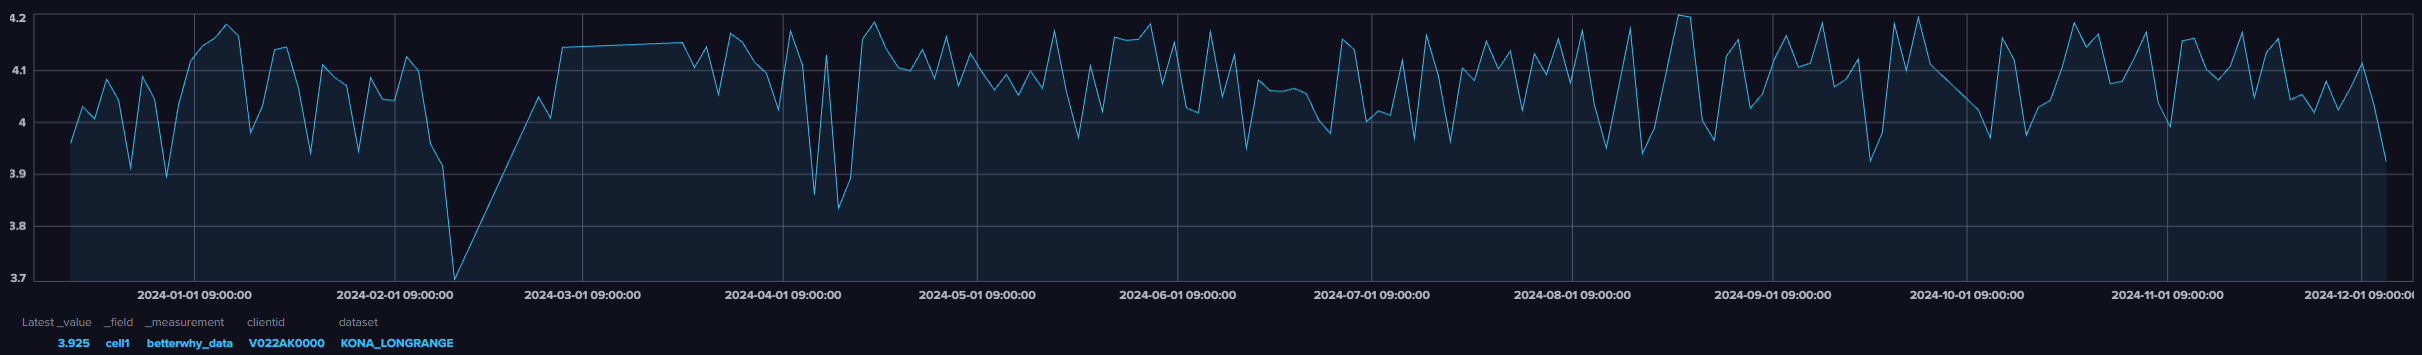 4.2
4.1
4
3.9
3.8
3.7
2024-01-01 09:00:00 2024-02-01 09:00:00 2024-03-01 09:00:00 2024-04-01 09:00:00 2024-05-01 09:00:00 2024-06-01 09:00:00 2024-07-01 09:00:00 2024-08-01 09:00:00 2024-09-01 09:00:00 2024-10-01 09:00:00 2024-11-01 09:00:00 2024-12-01 09:00:00
Latest _value _field _measurement clientid dataset
3.925 cell1 betterwhy_data V022AK0000 KONA_LONGRANGE